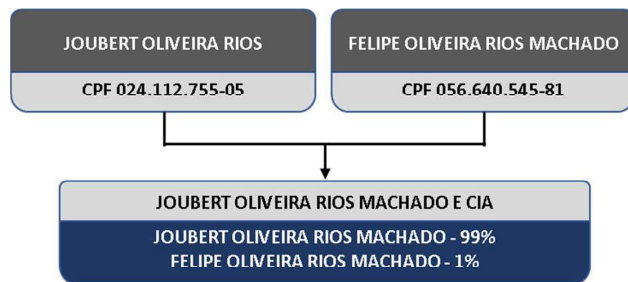 JOUBERT OLIVEIRA RIOS
CPF 024.112.755-05
FELIPE OLIVEIRA RIOS MACHADO
CPF 056.640.545-81
JOUBERT OLIVEIRA RIOS MACHADO E CIA
JOUBERT OLIVEIRA RIOS MACHADO - 99%
FELIPE OLIVEIRA RIOS MACHADO - 1%